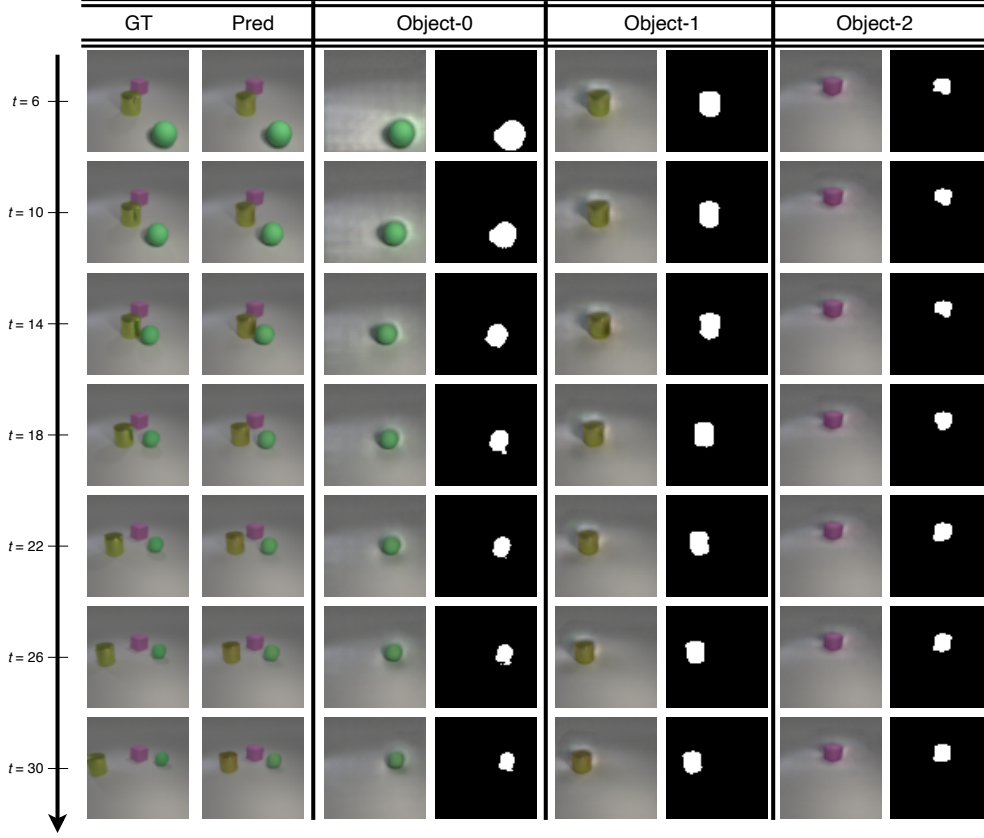 GT Pred Object-0 Object-1 Object-2
t = 6
t = 10
t = 14
t = 18
t = 22
t = 26
t = 30